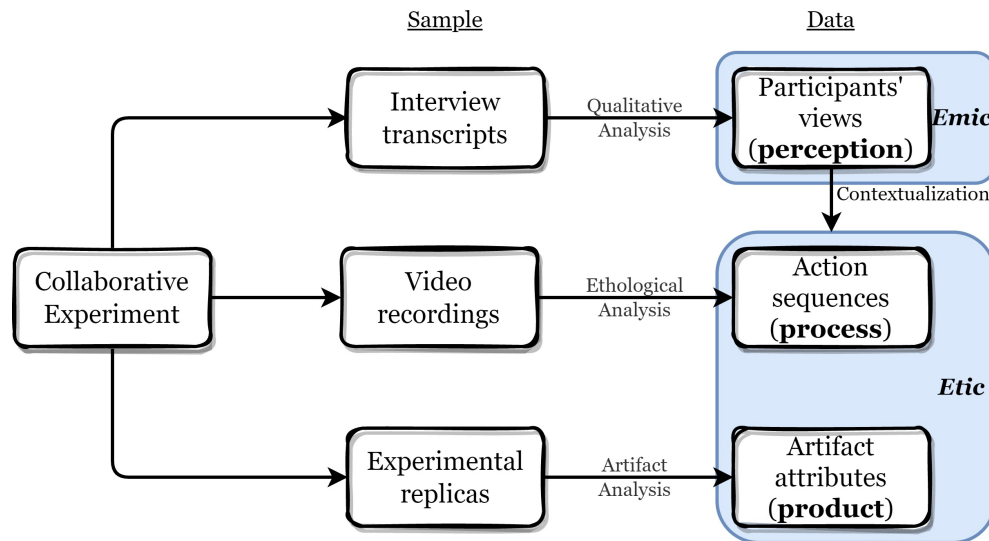 Sample
Data
Interview
transcripts
Qualitative
Analysis
Participants'
views
(perception)
Emic
Contextualization
Collaborative
Experiment
Video
recordings
Ethological
Analysis
Action
sequences
(process)
Etic
Experimental
replicas
Artifact
Analysis
Artifact
attributes
(product)